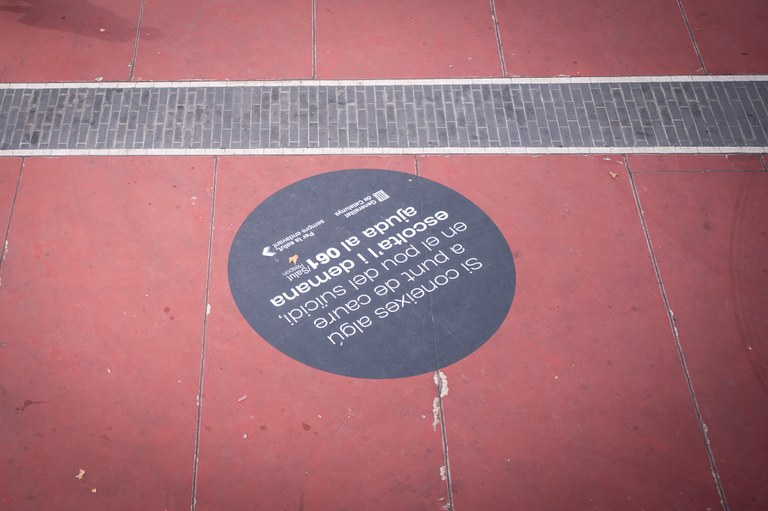 Si coneixes algú
a punt de caure
en el pou del suïcidi,
escolta'l i demana
ajuda al 061/Salut
Respon
Generalitat
de Catalunya
Per la salut,
sempre endavant